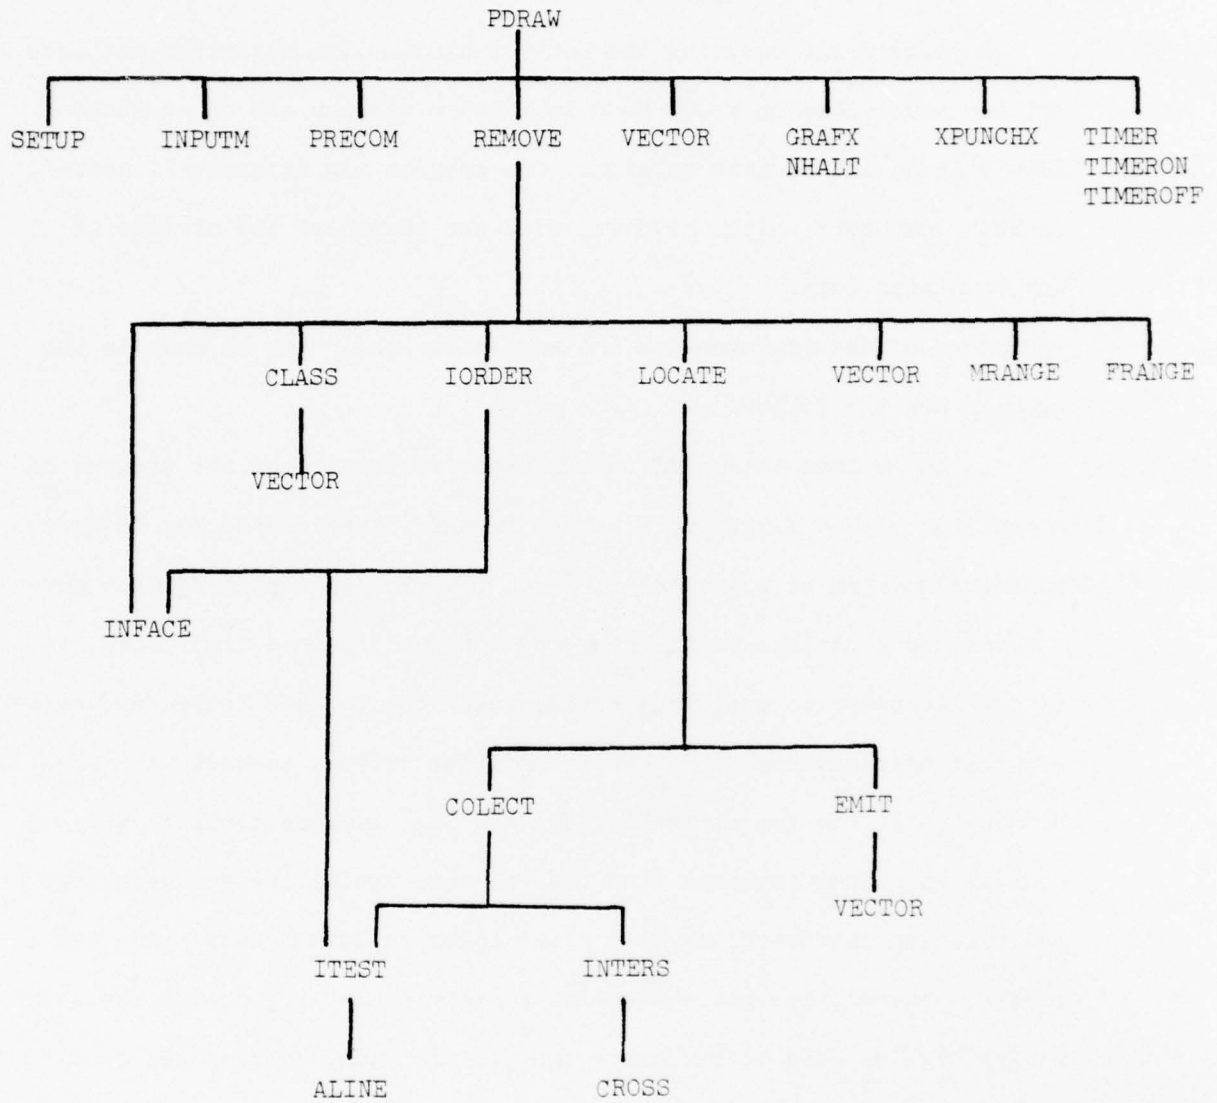 PDRAW
SETUP INPUTM PRECOM REMOVE VECTOR GRAFX XPUNCHX TIMER
NHALT TIMERON
TIMEROFF
CLASS IORDER LOCATE VECTOR MRANGE FRANGE
VECTOR
INFACE
COLECT EMIT
VECTOR
ITEST INTERS
ALINE CROSS